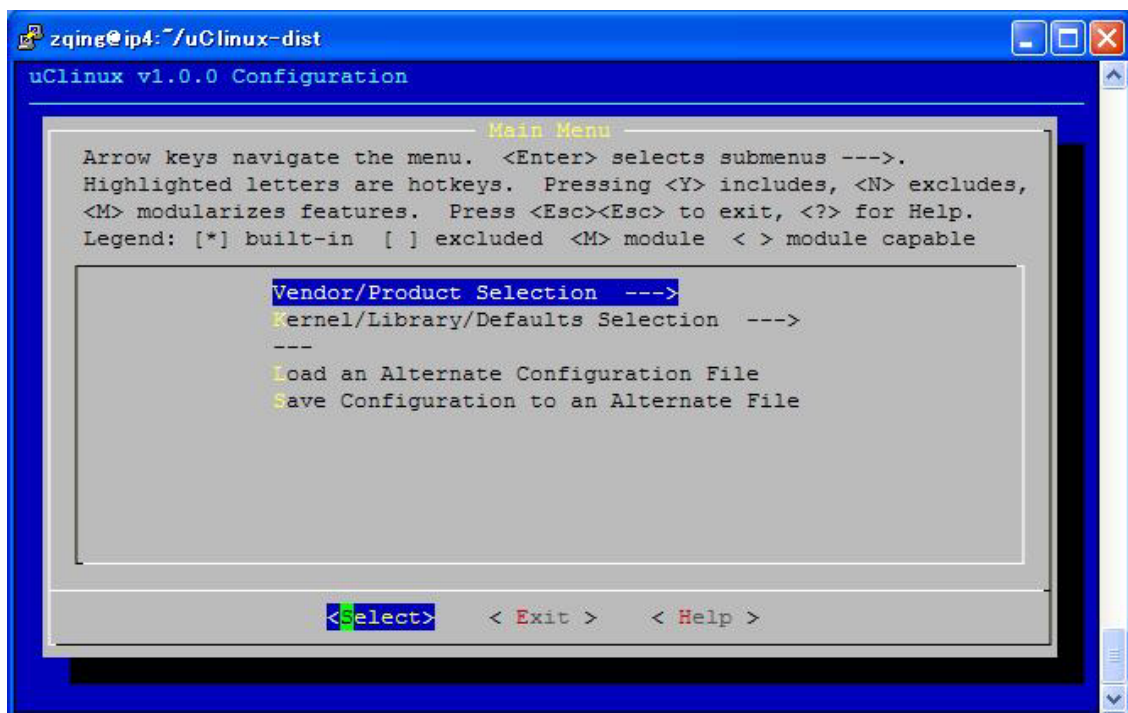 zqing@ip4:~/uClinux-dist
uClinux v1.0.0 Configuration
Main Menu
Arrow keys navigate the menu.  <Enter> selects submenus --->.
Highlighted letters are hotkeys.  Pressing <Y> includes, <N> excludes,
<M> modularizes features.  Press <Esc><Esc> to exit, <?> for Help.
Legend: [*] built-in  [ ] excluded  <M> module  < > module capable
Vendor/Product Selection  --->
Kernel/Library/Defaults Selection  --->
---
Load an Alternate Configuration File
Save Configuration to an Alternate File
<Select>    < Exit >    < Help >